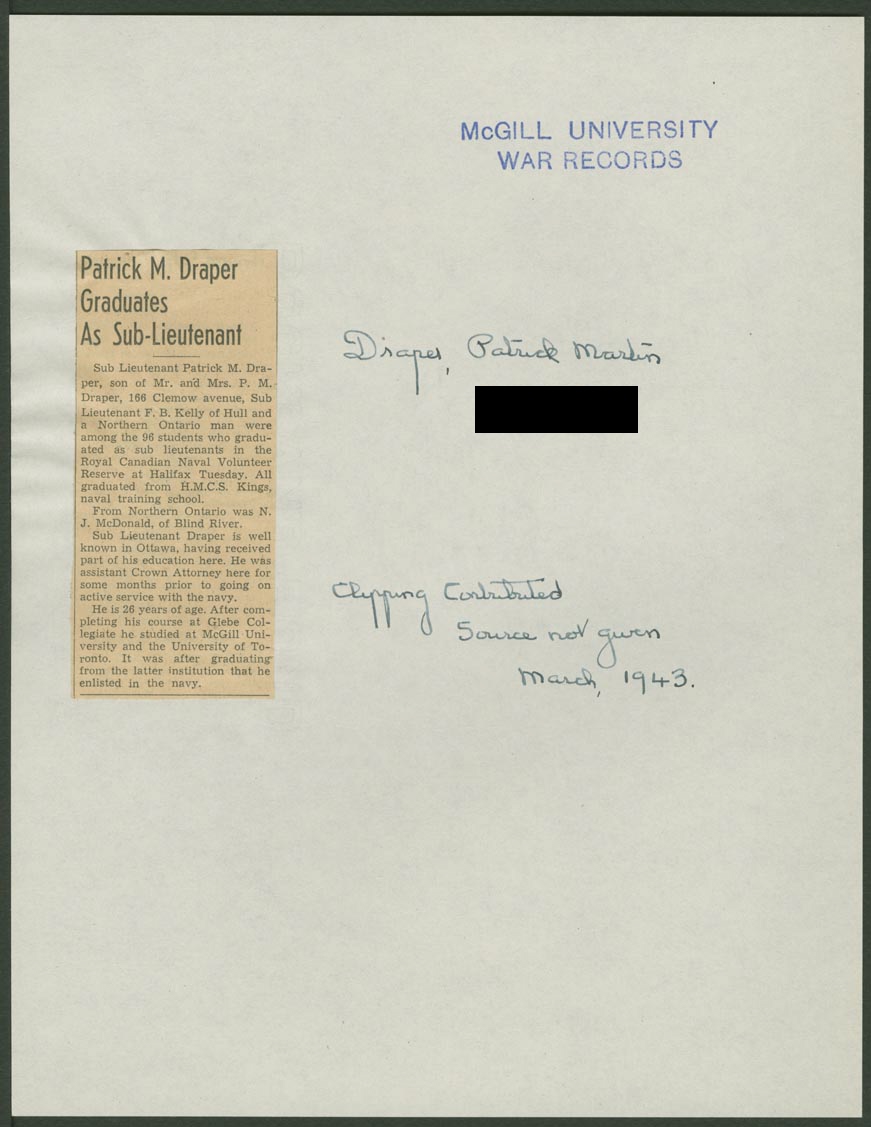 McGILL UNIVERSITY
WAR RECORDS
Patrick M. Draper
Graduates
As Sub-Lieutenant
Sub Lieutenant Patrick M. Dra-
per, son of Mr. and Mrs. P. M.
Draper, 166 Clemow avenue, Sub
Lieutenant F. B. Kelly of Hull and
a Northern Ontario man were
among the 96 students who gradu-
ated as sub lieutenants in the
Royal Canadian Naval Volunteer
Reserve at Halifax Tuesday. All
graduated from H.M.C.S. Kings,
naval training school.
From Northern Ontario was N.
J. McDonald, of Blind River.
Sub Lieutenant Draper is well
known in Ottawa, having received
part of his education here. He was
assistant Crown Attorney here for
some months prior to going on
active service with the navy.
He is 26 years of age. After com-
pleting his course at Glebe Col-
legiate he studied at McGill Uni-
versity and the University of To-
ronto. It was after graduating
from the latter institution that he
enlisted in the navy.
Draper, Patrick Martin
Clipping Contributed
Source not given
March, 1943.